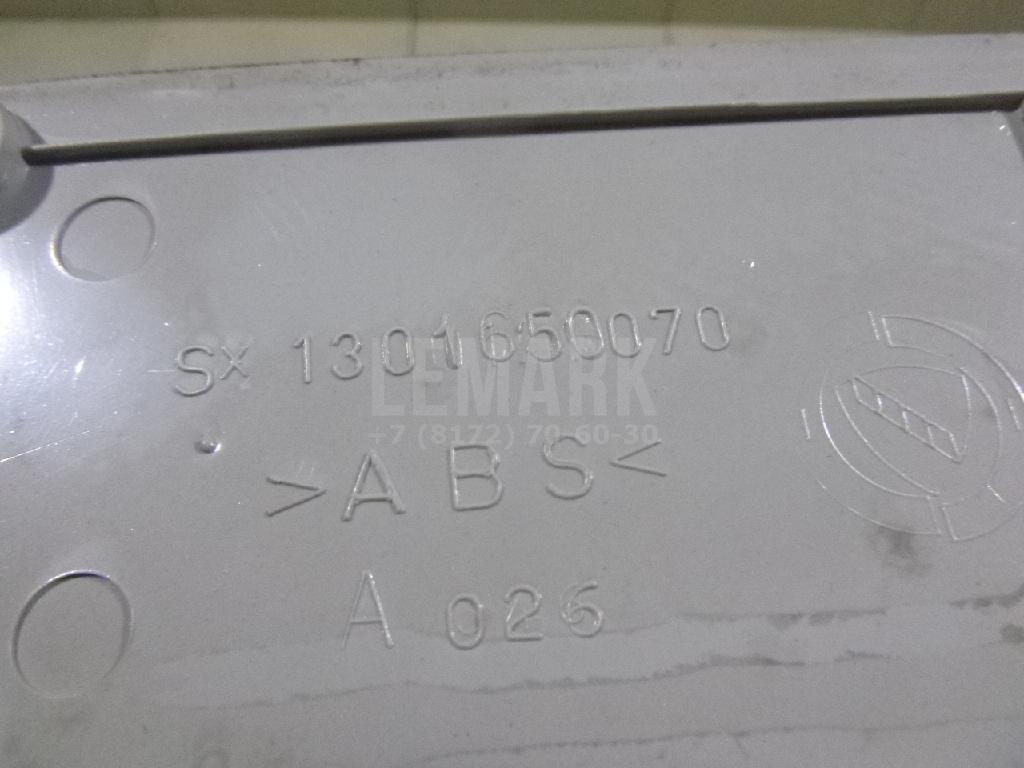 Sx 1301650070
LEMARK
+7 (8172) 70-60-30
>ABS<
A 026